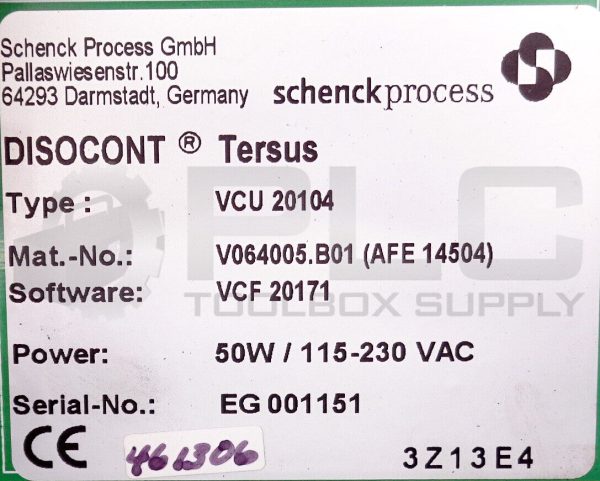 Schenck Process GmbH
Pallaswiesenstr.100
64293 Darmstadt, Germany
schenckprocess
DISOCONT ® Tersus
Type : VCU 20104
Mat.-No.: V064005.B01 (AFE 14504)
Software: VCF 20171
PLC
TOOLBOX SUPPLY
Power: 50W / 115-230 VAC
Serial-No.: EG 001151
CE 461306 3Z13E4